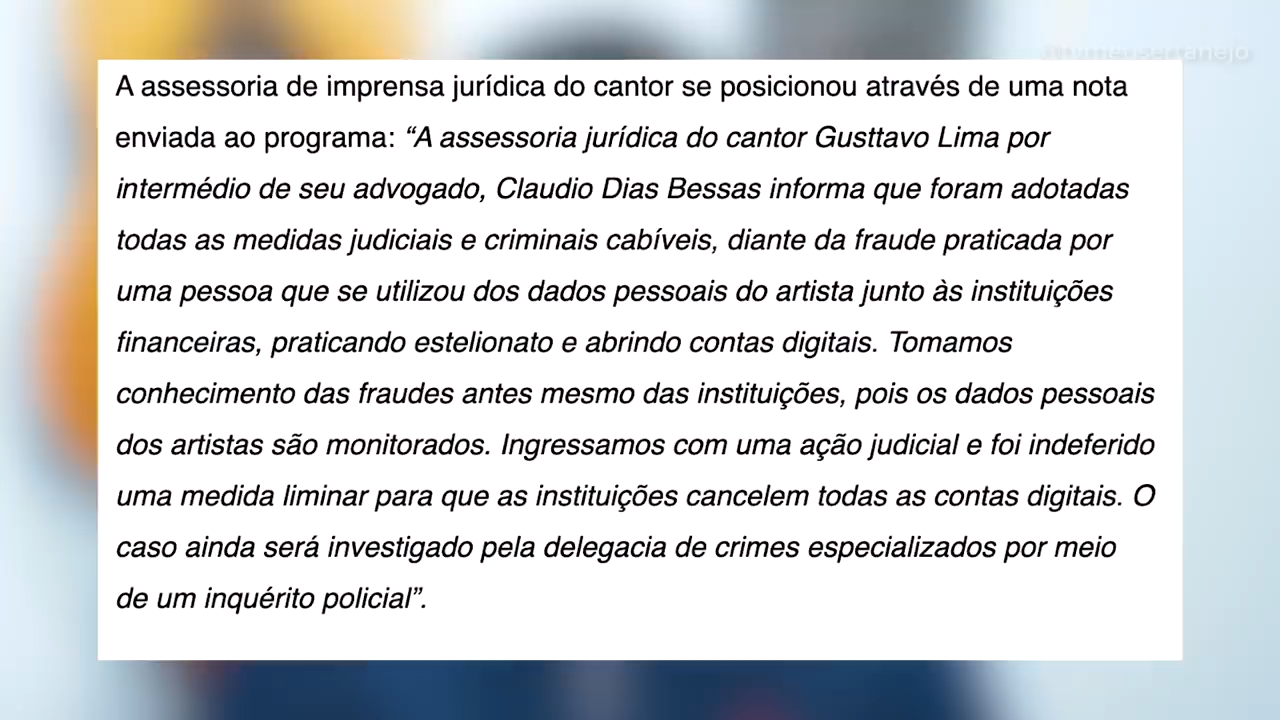 @tvmeusertanejo
A assessoria de imprensa jurídica do cantor se posicionou através de uma nota
enviada ao programa: “A assessoria jurídica do cantor Gusttavo Lima por
intermédio de seu advogado, Claudio Dias Bessas informa que foram adotadas
todas as medidas judiciais e criminais cabíveis, diante da fraude praticada por
uma pessoa que se utilizou dos dados pessoais do artista junto às instituições
financeiras, praticando estelionato e abrindo contas digitais. Tomamos
conhecimento das fraudes antes mesmo das instituições, pois os dados pessoais
dos artistas são monitorados. Ingressamos com uma ação judicial e foi indeferido
uma medida liminar para que as instituições cancelem todas as contas digitais. O
caso ainda será investigado pela delegacia de crimes especializados por meio
de um inquérito policial”.